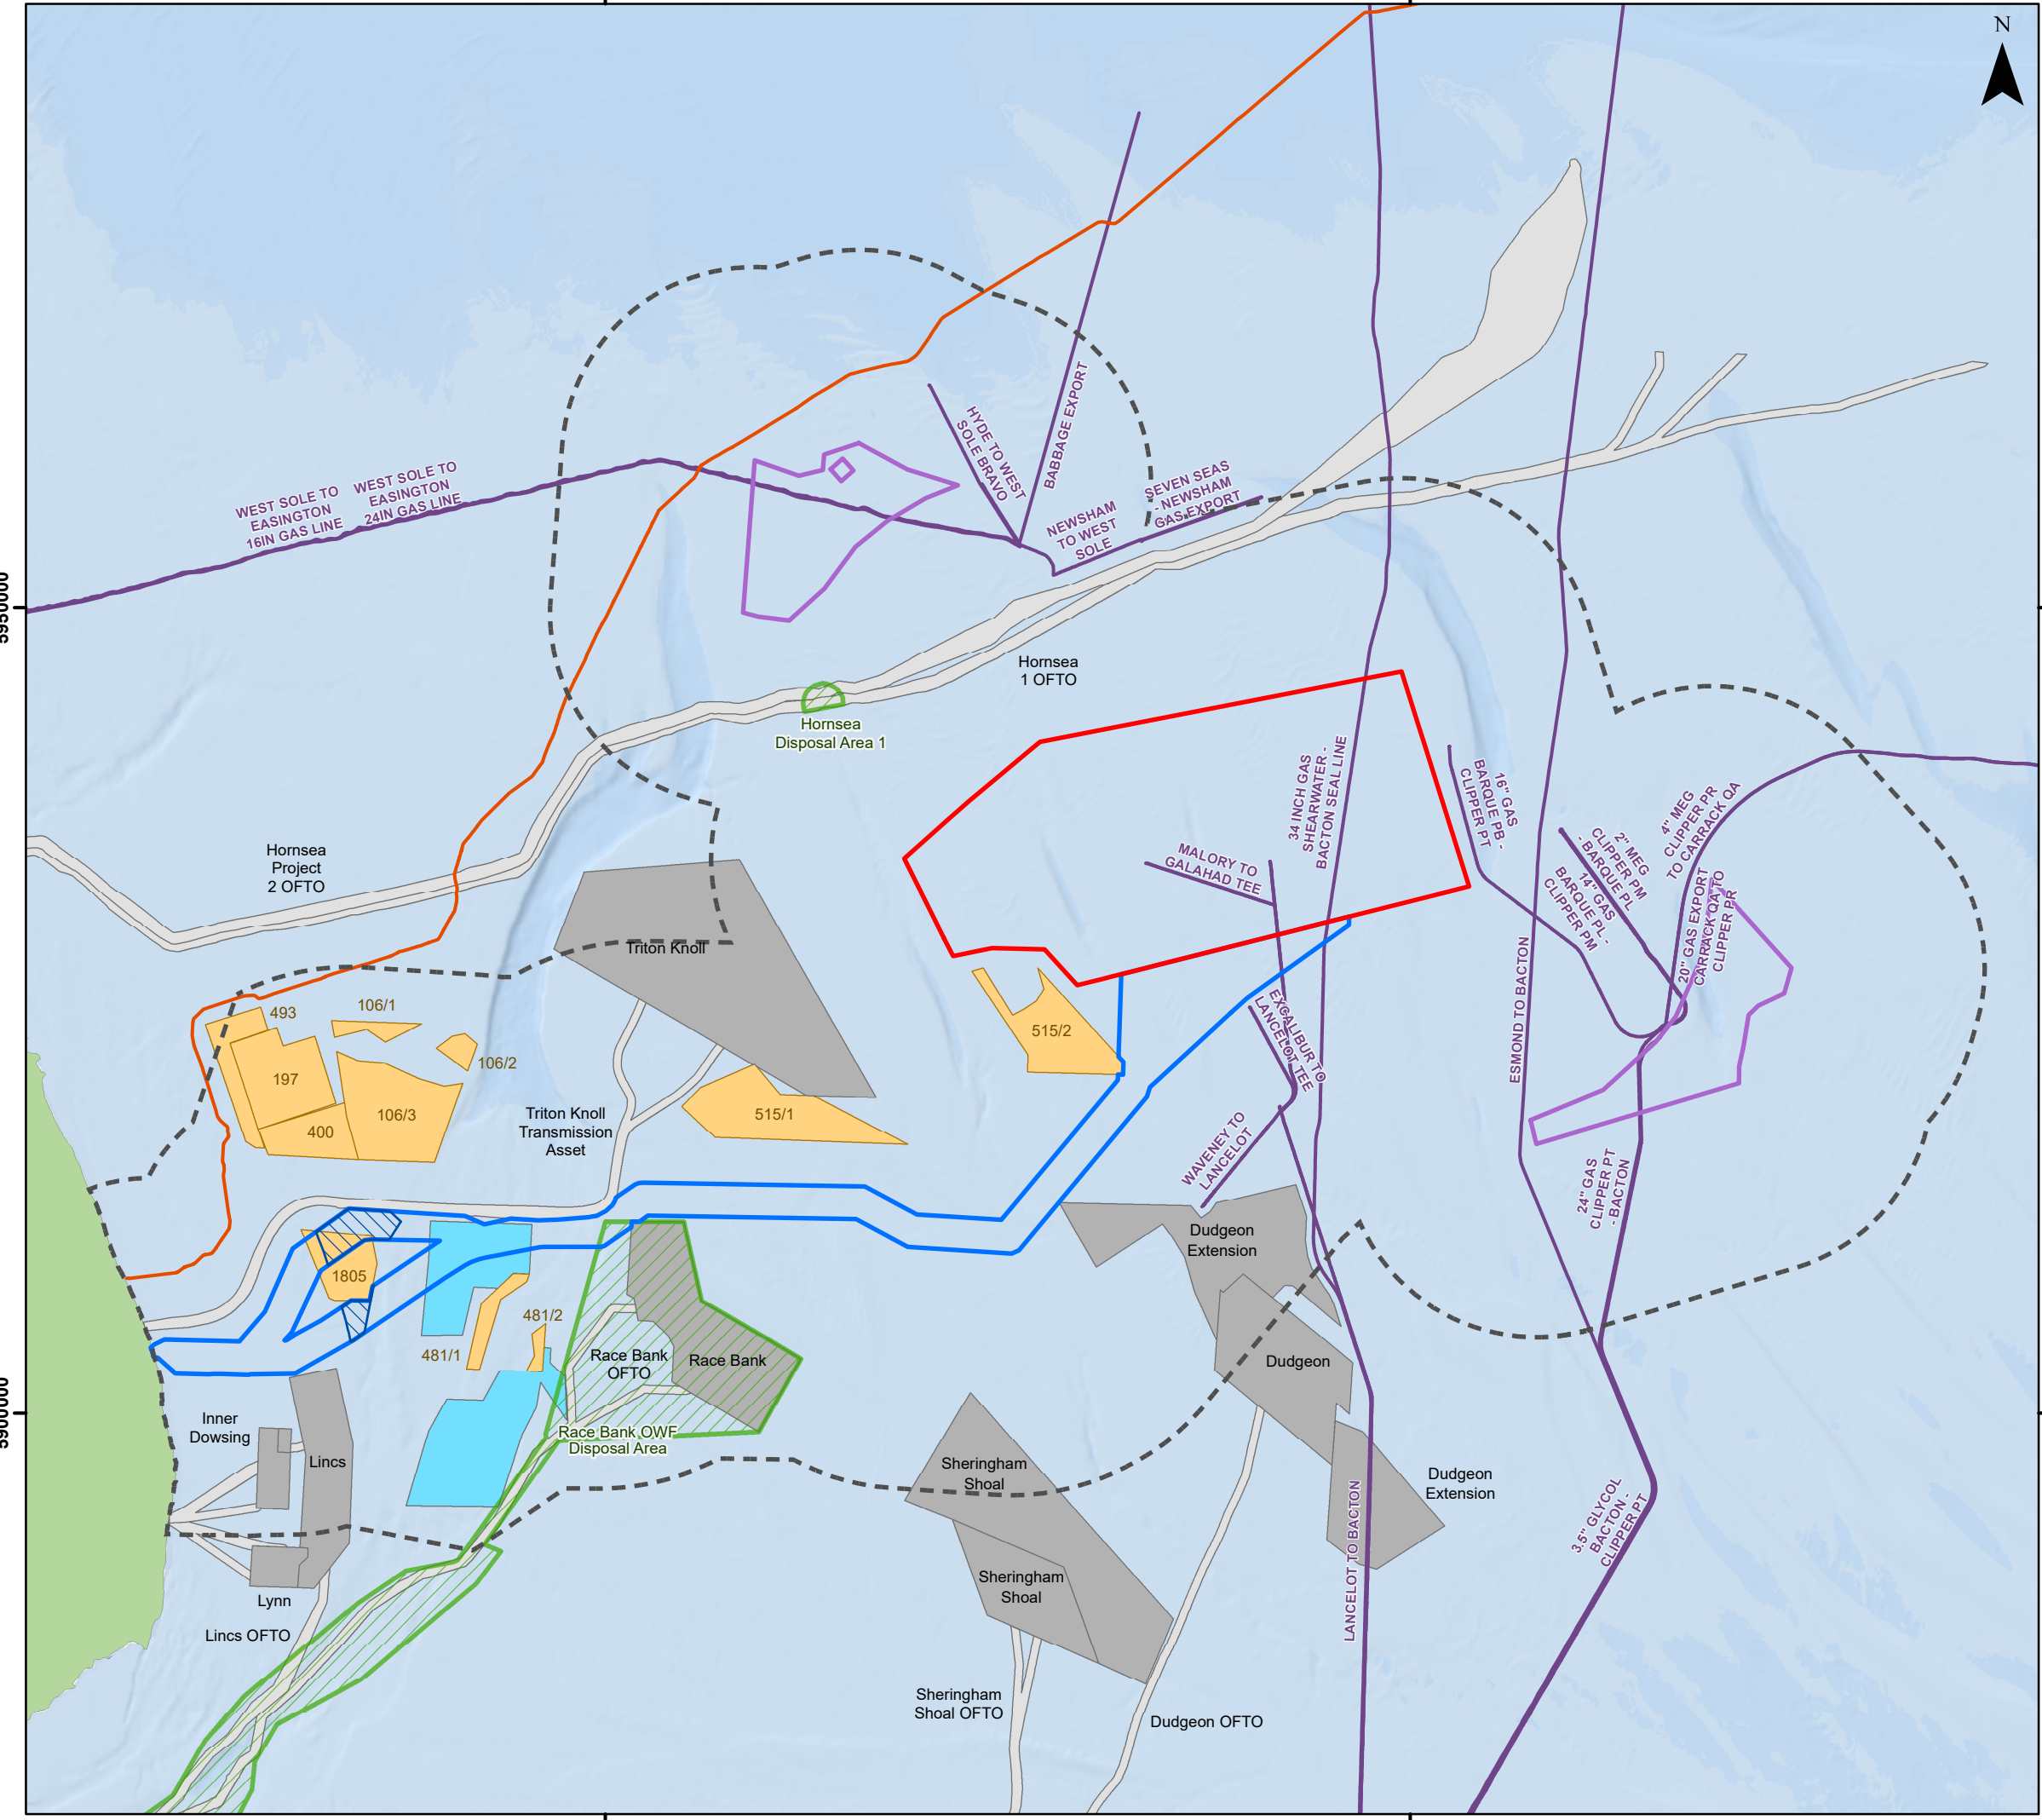 N
WEST SOLE TO
EASINGTON
16IN GAS LINE
WEST SOLE TO
EASINGTON
24IN GAS LINE
HYDE TO WEST
SOLE BRAVO
BABBAGE EXPORT
NEWSHAM
TO WEST
SOLE
SEVEN SEAS
- NEWSHAM
GAS EXPORT
5950000
Hornsea
1 OFTO
Hornsea
Disposal Area 1
34 INCH GAS
SHEARWATER -
BACTON SEAL LINE
16" GAS
BARQUE PB -
CLIPPER PT
4" MEG
CLIPPER PR
TO CARRACK QA
2" MEG
CLIPPER PM
- BARQUE PL
14" GAS
BARQUE PL -
CLIPPER PM
20" GAS EXPORT
CARRACK QA TO
CLIPPER PR
Hornsea
Project
2 OFTO
MALORY TO
GALAHAD TEE
Triton Knoll
493
106/1
106/2
197
106/3
400
515/2
515/1
EXCALIBUR TO
LANCELOT TEE
ESMOND TO BACTON
Triton Knoll
Transmission
Asset
WAVENEY TO
LANCELOT
24" GAS
CLIPPER PT
- BACTON
Dudgeon
Extension
1805
481/2
481/1
Race Bank
OFTO
Race Bank
Dudgeon
5900000
Inner
Dowsing
Lincs
Race Bank OWF
Disposal Area
Sheringham
Shoal
Dudgeon
Extension
LANCELOT TO BACTON
3.5" GLYCOL
BACTON -
CLIPPER PT
Sheringham
Shoal
Lynn
Lincs OFTO
Sheringham
Shoal OFTO
Dudgeon OFTO